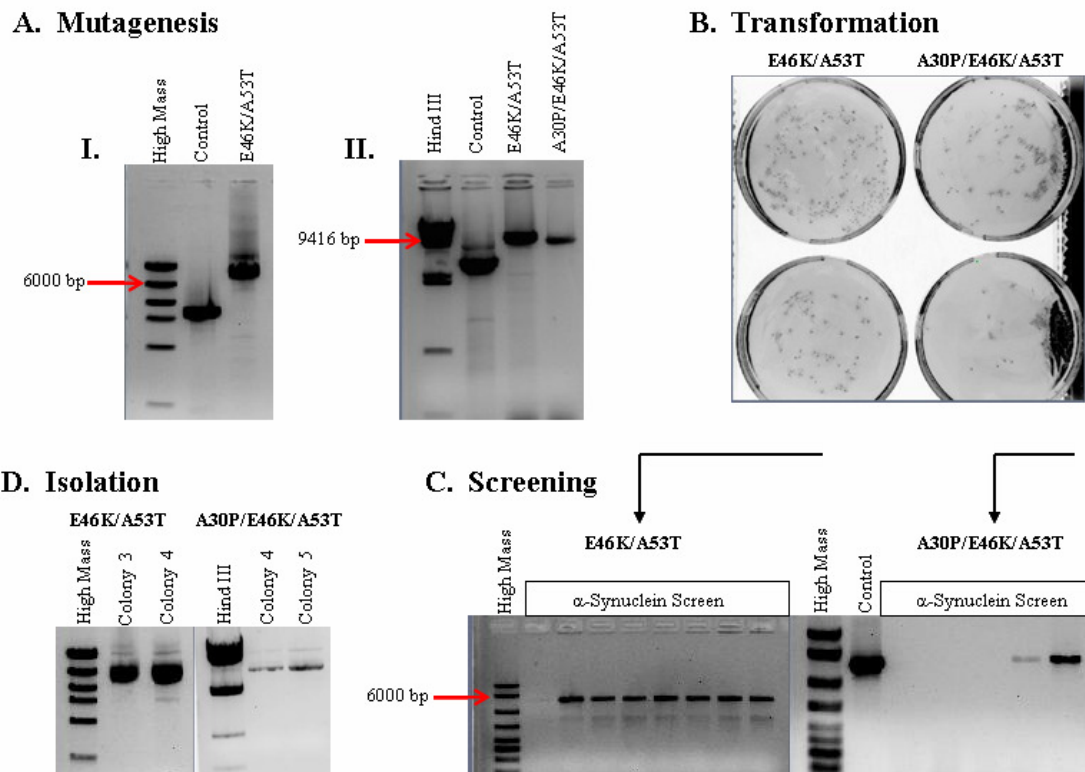 A. Mutagenesis
I.
High Mass
Control
E46K/A53T
6000 bp
II.
Hind III
Control
E46K/A53T
A30P/E46K/A53T
9416 bp
B. Transformation
E46K/A53T
A30P/E46K/A53T
D. Isolation
E46K/A53T
A30P/E46K/A53T
High Mass
Colony 3
Colony 4
Hind III
Colony 4
Colony 5
C. Screening
E46K/A53T
A30P/E46K/A53T
High Mass
α-Synuclein Screen
High Mass
Control
α-Synuclein Screen
6000 bp